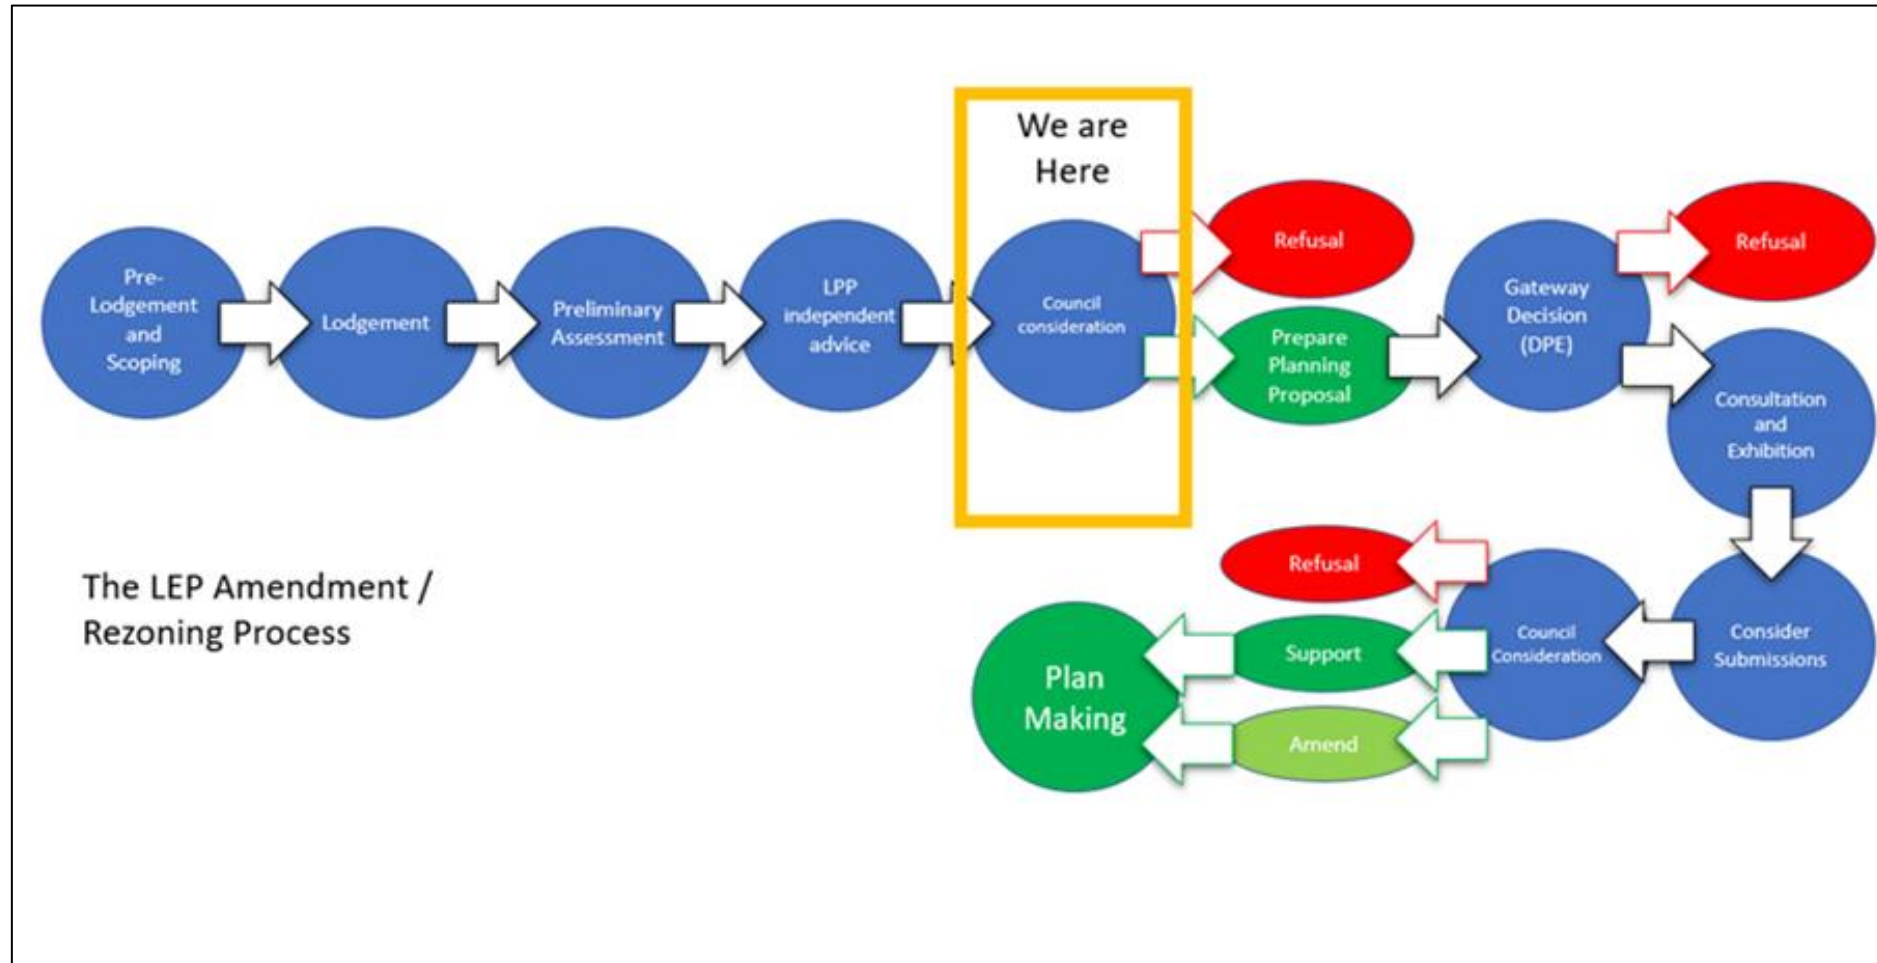 We are
Here
Pre-
Lodgement
and
Scoping
Lodgement
Preliminary
Assessment
LPP
independent
advice
Council
consideration
Refusal
Prepare
Planning
Proposal
Gateway
Decision
(DPE)
Refusal
Consultation
and
Exhibition
Consider
Submissions
Council
Consideration
Refusal
Support
Amend
Plan
Making
The LEP Amendment /
Rezoning Process